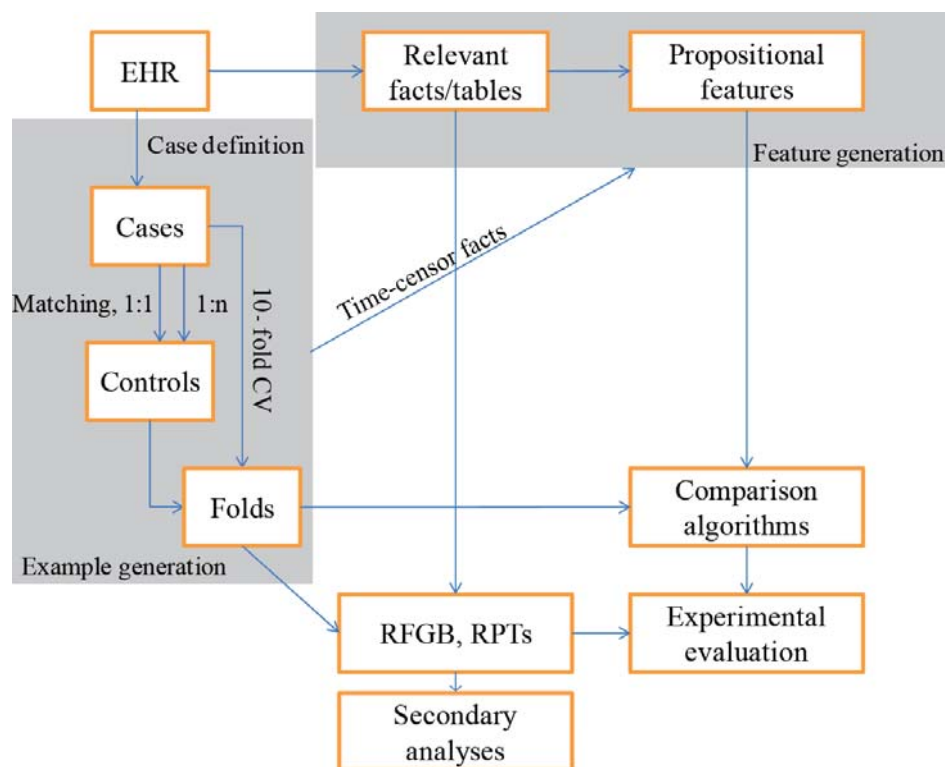 EHR
Relevant
facts/tables
Propositional
features
Case definition
Feature generation
Cases
Time-censor facts
Matching, 1:1
1:n
10- fold CV
Controls
Folds
Comparison
algorithms
Example generation
RFGB, RPTs
Experimental
evaluation
Secondary
analyses